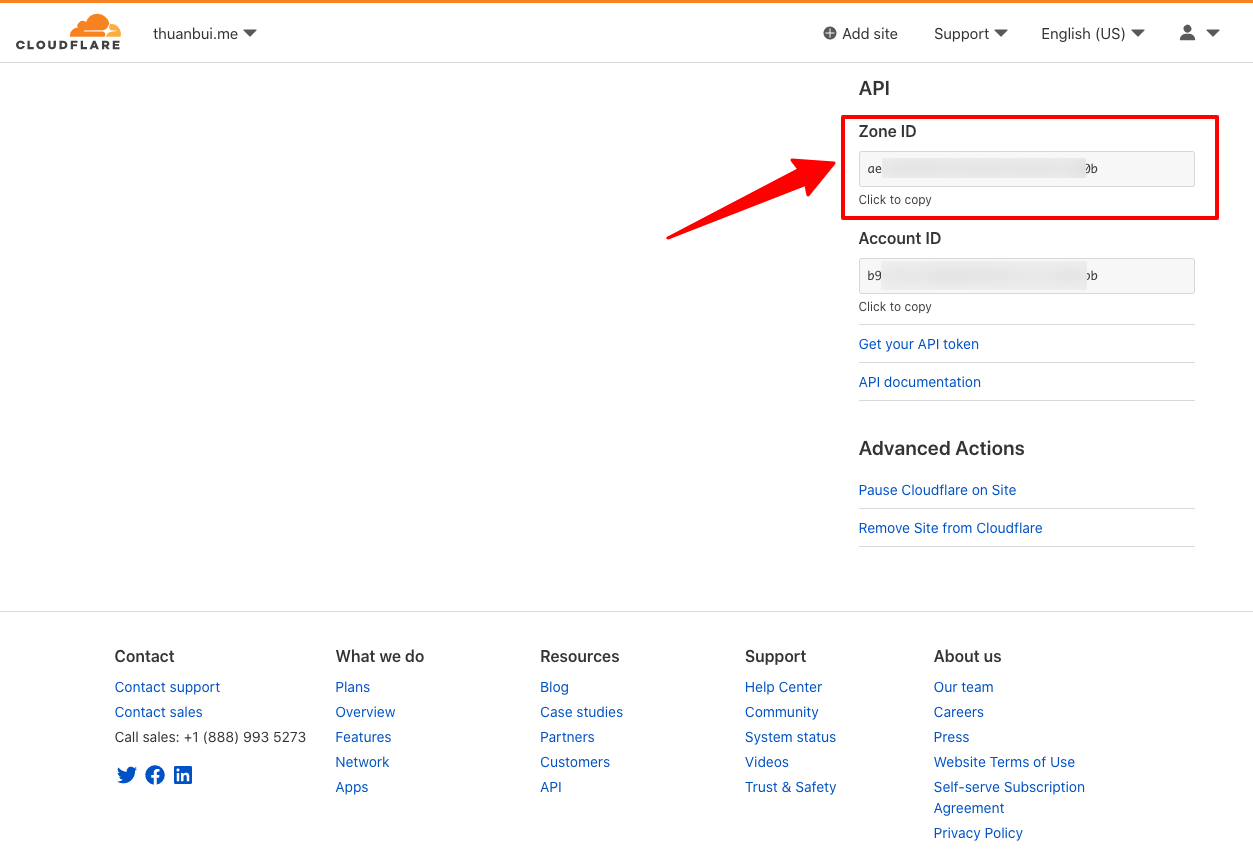 CLOUDFLARE
thuanbui.me
Add site
Support
English (US)
API
Zone ID
ae 0b
Click to copy
Account ID
b9 bb
Click to copy
Get your API token
API documentation
Advanced Actions
Pause Cloudflare on Site
Remove Site from Cloudflare
Contact
Contact support
Contact sales
Call sales: +1 (888) 993 5273
What we do
Plans
Overview
Features
Network
Apps
Resources
Blog
Case studies
Partners
Customers
API
Support
Help Center
Community
System status
Videos
Trust & Safety
About us
Our team
Careers
Press
Website Terms of Use
Self-serve Subscription
Agreement
Privacy Policy